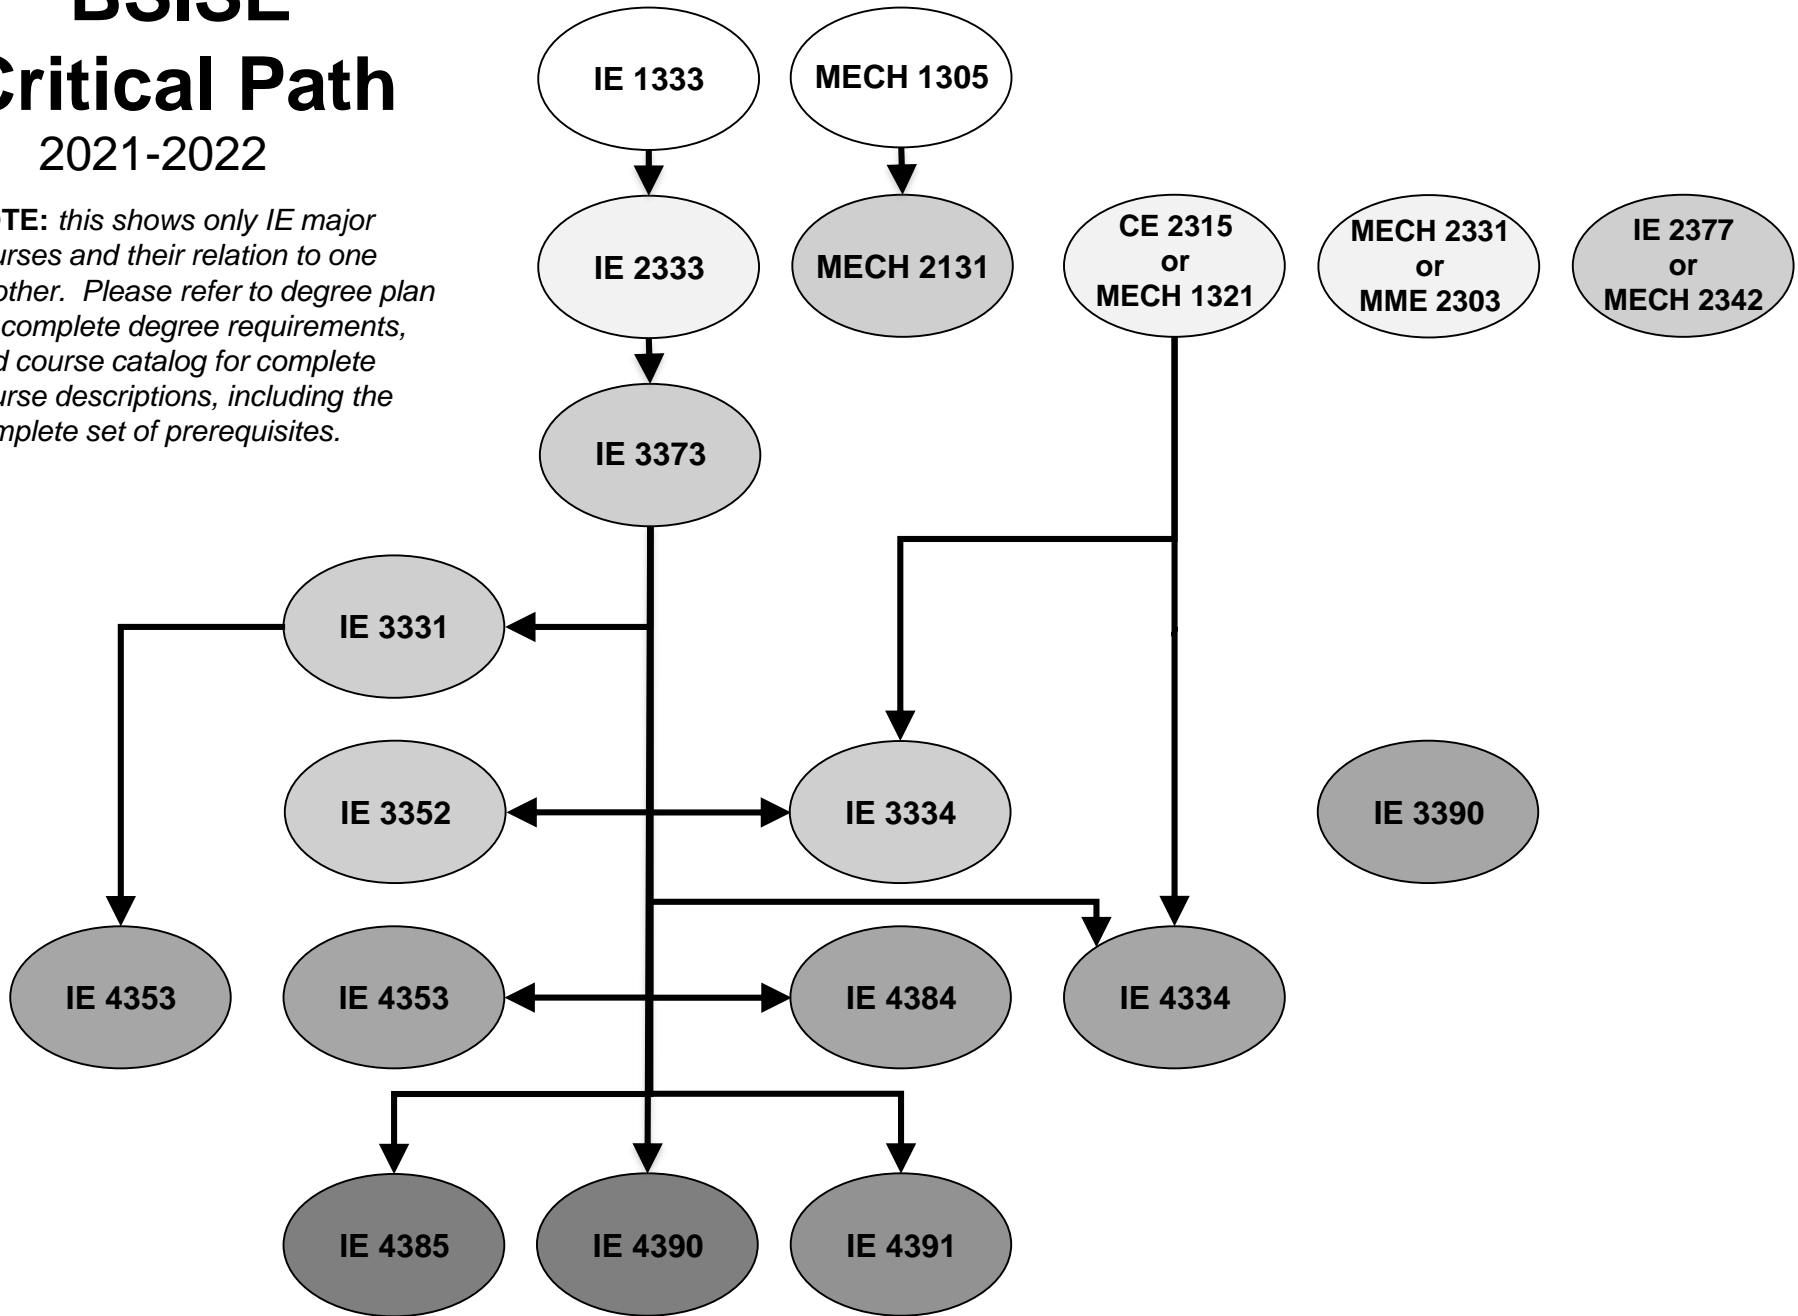 BSISE
Critical Path
2021-2022
OTE: this shows only IE major
urses and their relation to one
other. Please refer to degree plan
complete degree requirements,
d course catalog for complete
urse descriptions, including the
mplete set of prerequisites.
IE 1333
MECH 1305
IE 2333
MECH 2131
CE 2315
or
MECH 1321
MECH 2331
or
MME 2303
IE 2377
or
MECH 2342
IE 3373
IE 3331
IE 3352
IE 3334
IE 3390
IE 4353
IE 4353
IE 4384
IE 4334
IE 4385
IE 4390
IE 4391